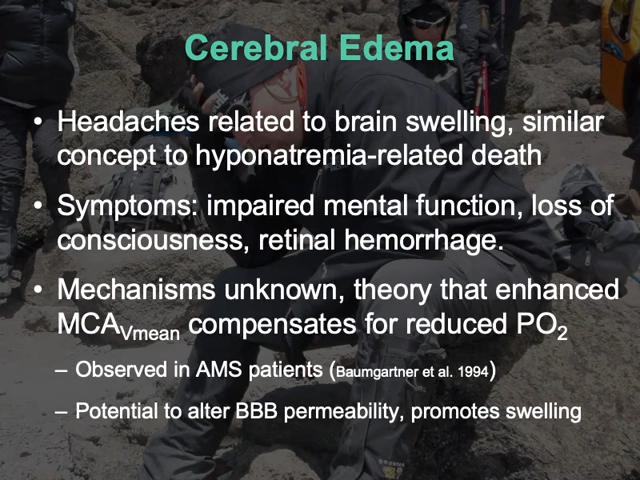 Cerebral Edema
• Headaches related to brain swelling, similar
concept to hyponatremia-related death
• Symptoms: impaired mental function, loss of
consciousness, retinal hemorrhage.
• Mechanisms unknown, theory that enhanced
MCAVmean compensates for reduced PO2
– Observed in AMS patients (Baumgartner et al. 1994)
– Potential to alter BBB permeability, promotes swelling